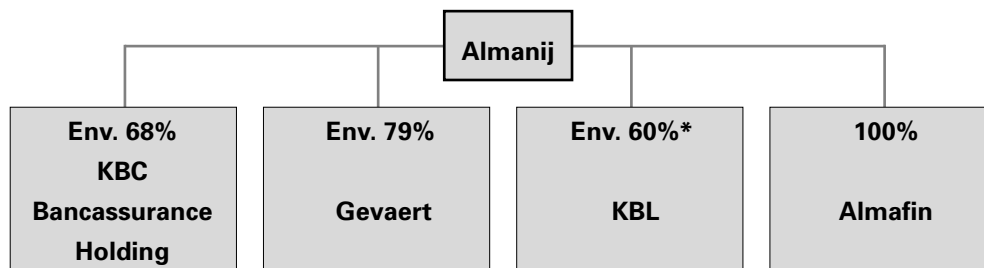 Almanij
Env. 68%
KBC
Bancassurance
Holding
Env. 79%
Gevaert
Env. 60%*
KBL
100%
Almafin